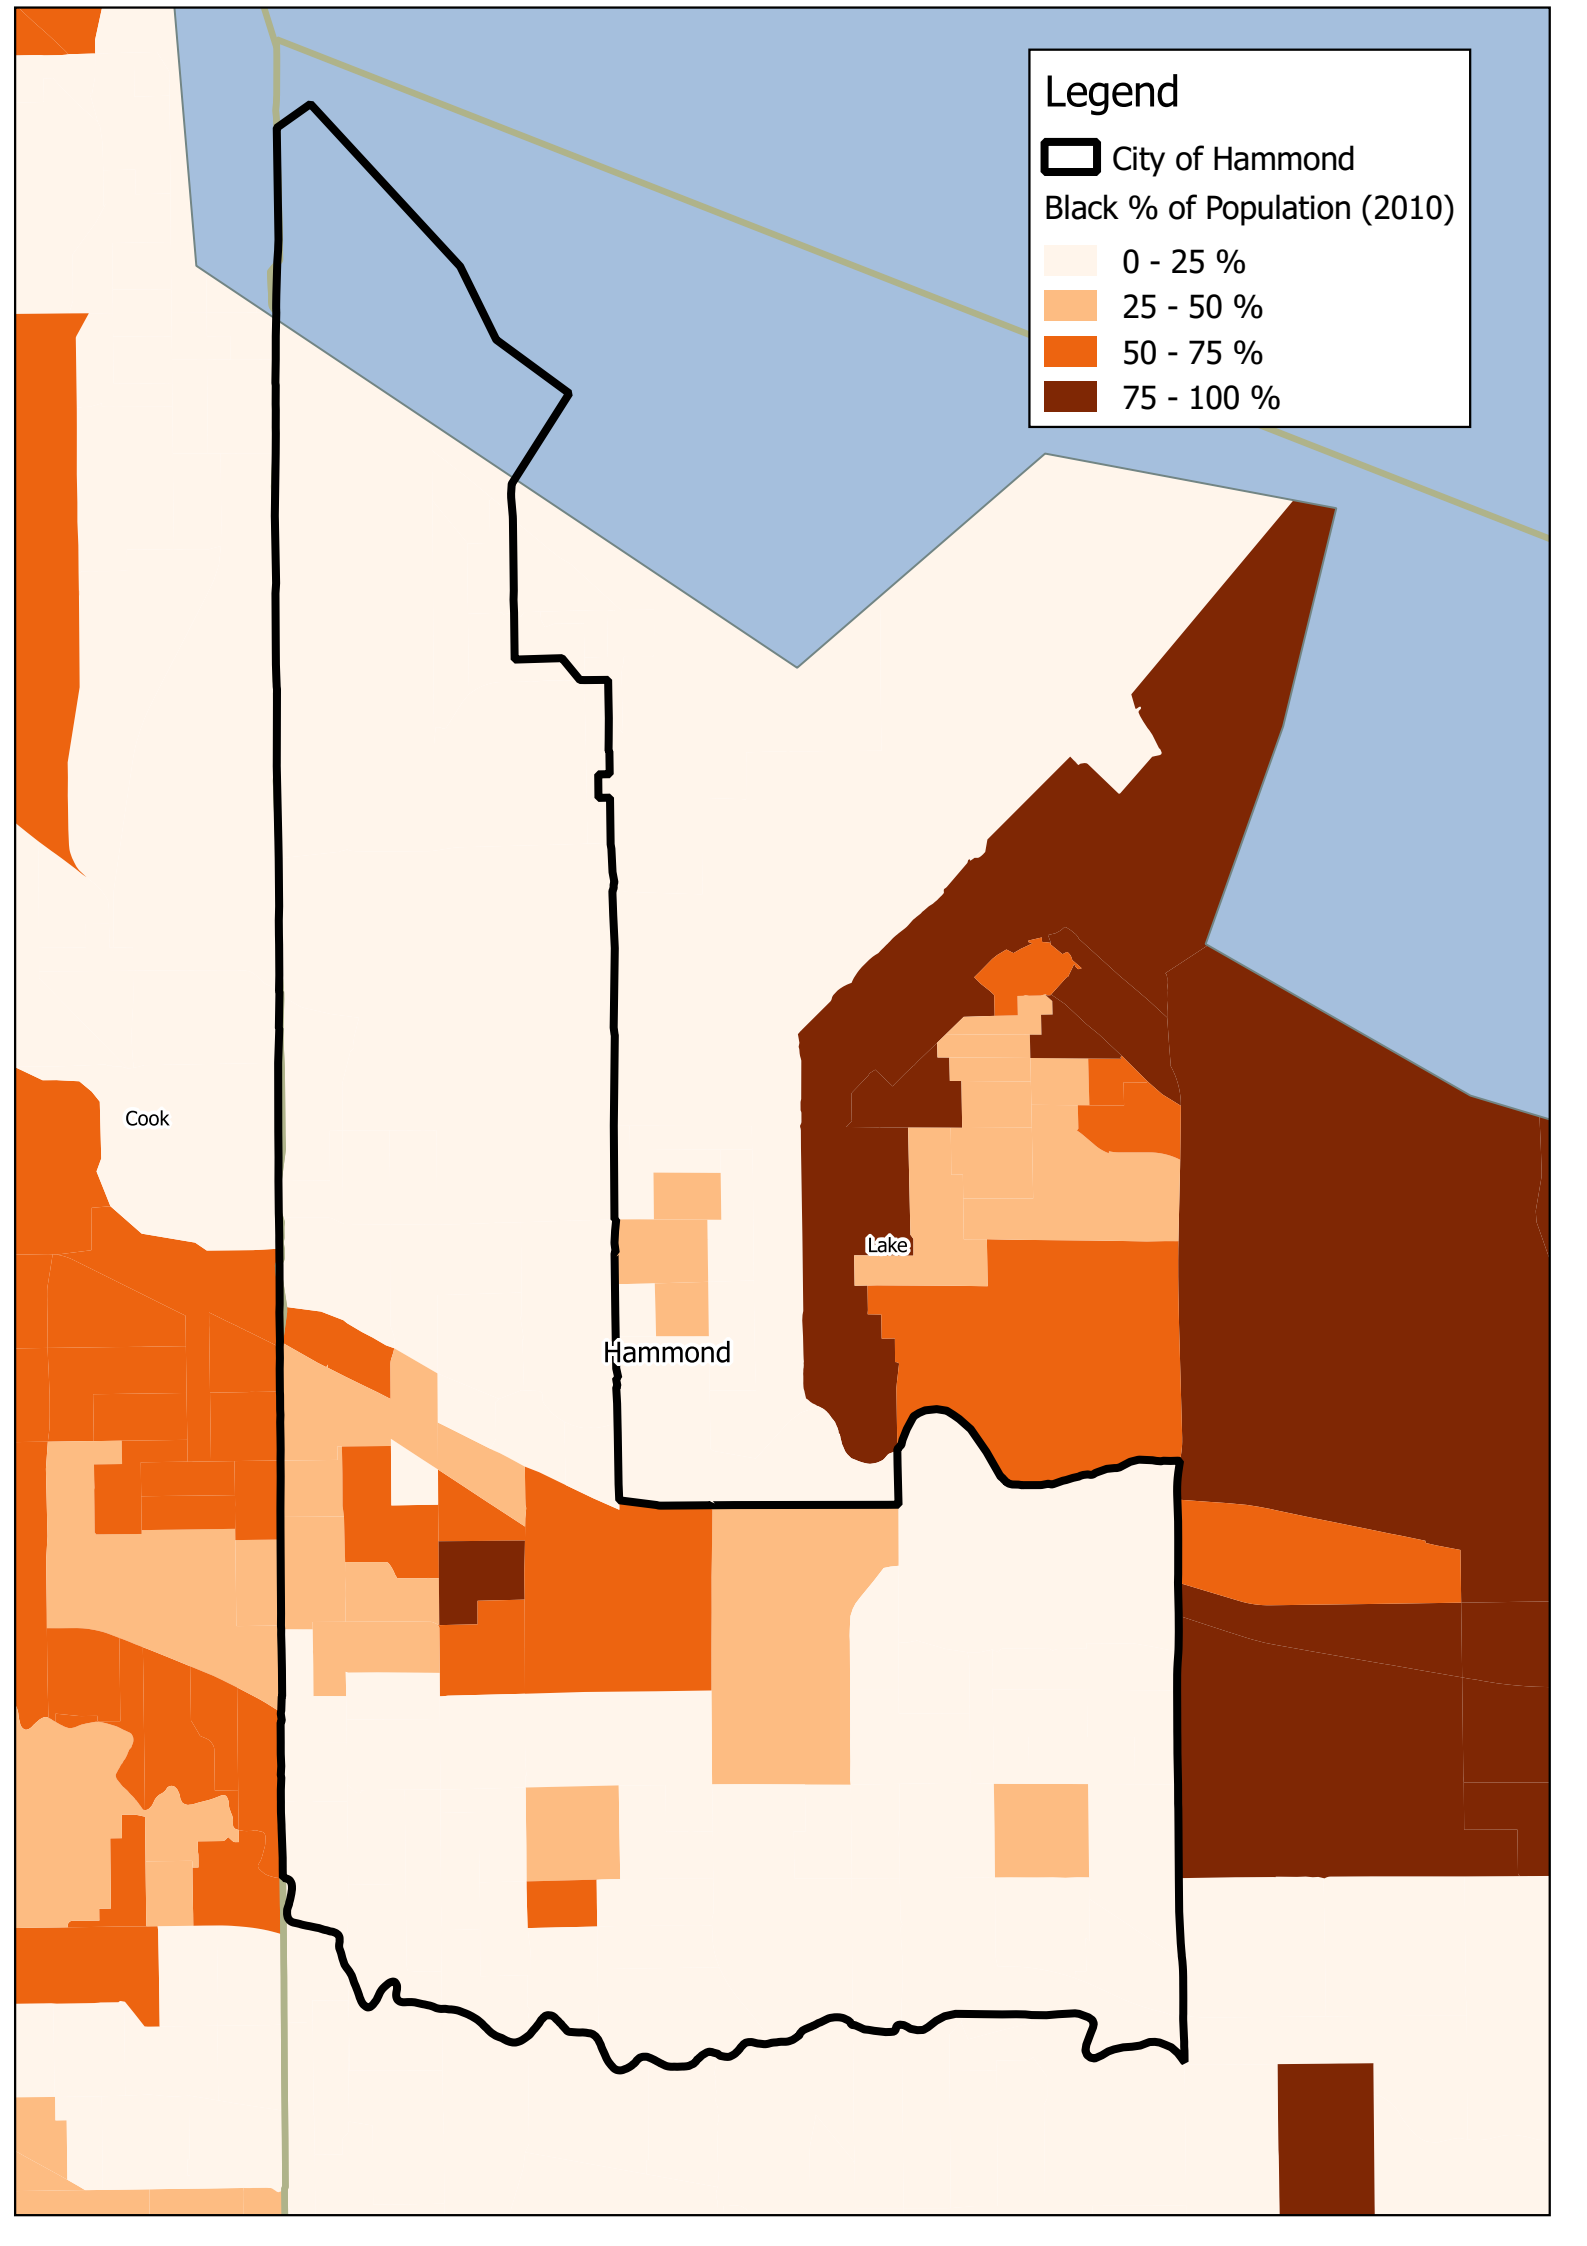 Legend
City of Hammond
Black % of Population (2010)
0 - 25 %
25 - 50 %
50 - 75 %
75 - 100 %
Cook
Lake
Hammond